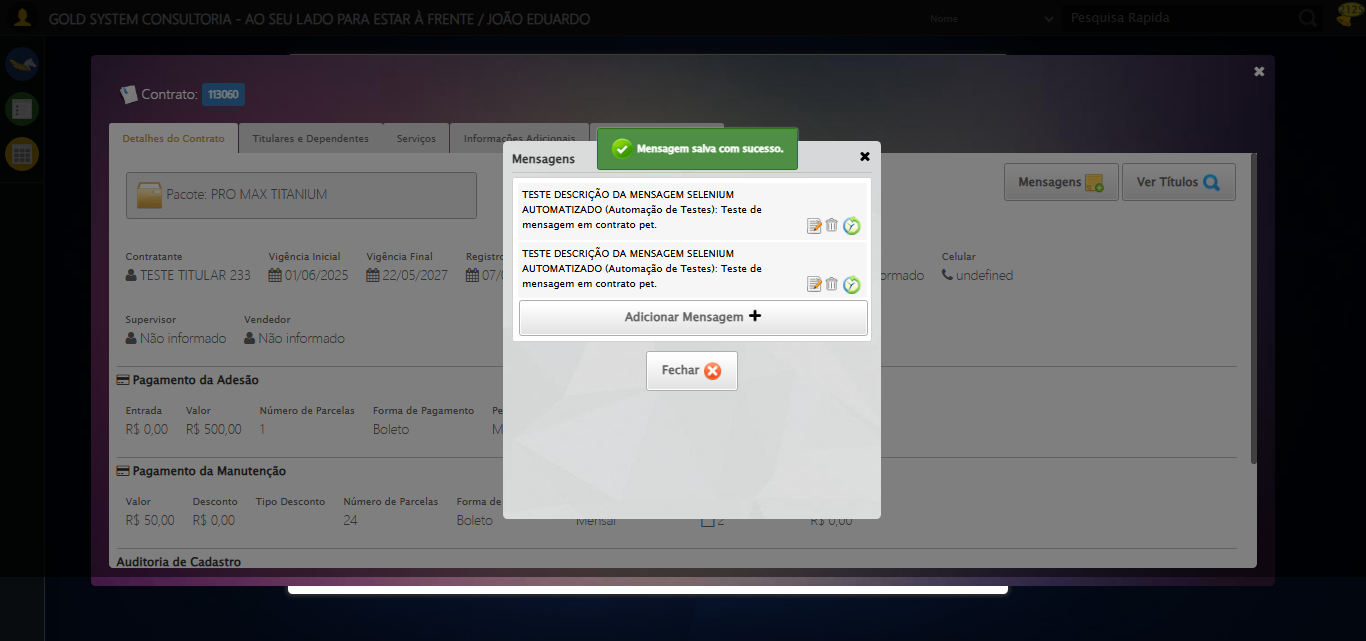 GOLD SYSTEM CONSULTORIA - AO SEU LADO PARA ESTAR À FRENTE / JOÃO EDUARDO
Nome
Pesquisa Rapida
Contrato: 113060
Detalhes do Contrato
Titulares e Dependentes
Serviços
Informações Adicionais
Mensagem salva com sucesso.
Mensagens
Pacote: PRO MAX TITANIUM
TESTE DESCRIÇÃO DA MENSAGEM SELENIUM
AUTOMATIZADO (Automação de Testes): Teste de
mensagem em contrato pet.
TESTE DESCRIÇÃO DA MENSAGEM SELENIUM
AUTOMATIZADO (Automação de Testes): Teste de
mensagem em contrato pet.
Adicionar Mensagem
Fechar
Mensagens
Ver Títulos
Contratante
Vigência Inicial
Vigência Final
Celular
TESTE TITULAR 233
01/06/2025
22/05/2027
undefined
Supervisor
Vendedor
Não informado
Não informado
Pagamento da Adesão
Entrada
Valor
Número de Parcelas
Forma de Pagamento
R$ 0,00
R$ 500,00
1
Boleto
Pagamento da Manutenção
Valor
Desconto
Tipo Desconto
Número de Parcelas
Forma de
R$ 50,00
R$ 0,00
24
Boleto
Mensal
2
R$ 0,00
Auditoria de Cadastro